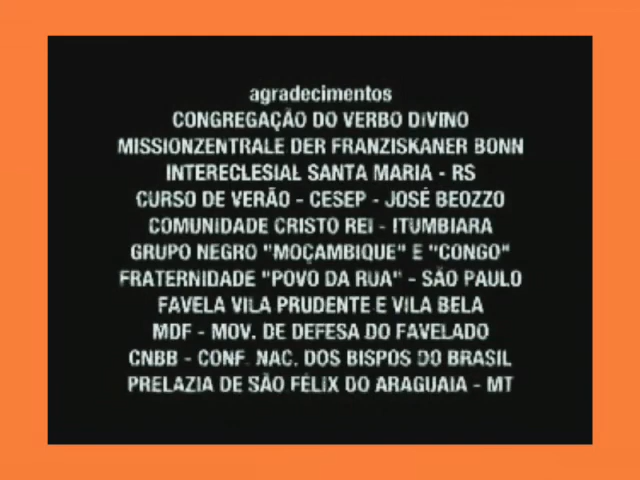 agradecimentos
CONGREGAÇÃO DO VERBO DIVINO
MISSIONZENTRALE DER FRANZISKANER BONN
INTERECLESIAL SANTA MARIA - RS
CURSO DE VERÃO - CESEP - JOSÉ BEOZZO
COMUNIDADE CRISTO REI - ITUMBIARA
GRUPO NEGRO "MOÇAMBIQUE" E "CONGO"
FRATERNIDADE "POVO DA RUA" - SÃO PAULO
FAVELA VILA PRUDENTE E VILA BELA
MDF - MOV. DE DEFESA DO FAVELADO
CNBB - CONF. NAC. DOS BISPOS DO BRASIL
PRELAZIA DE SÃO FÉLIX DO ARAGUAIA - MT